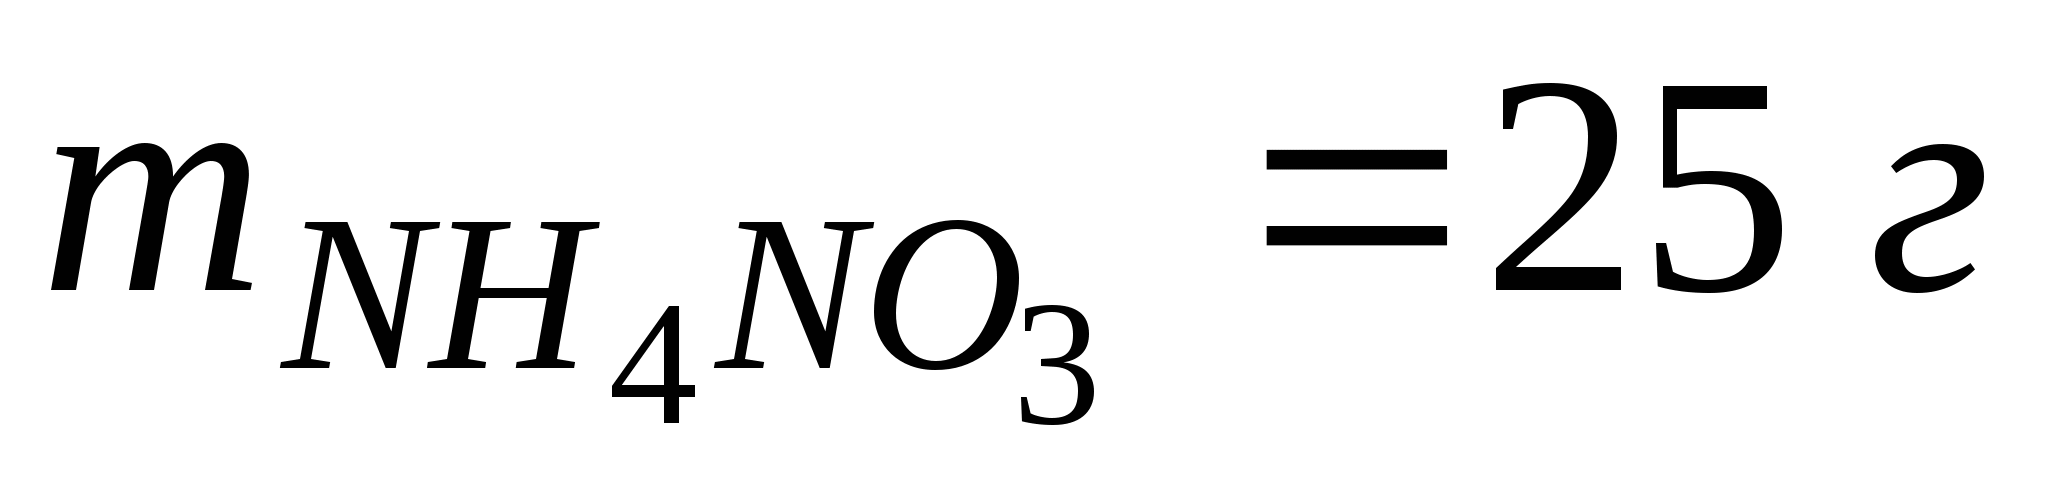 m_{NH_4NO_3} = 25 г